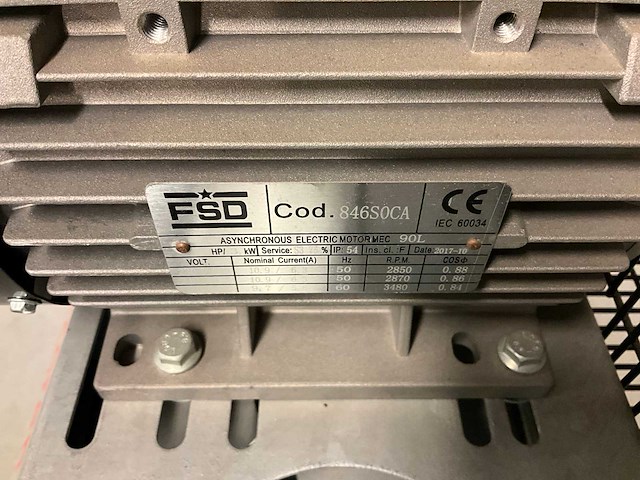 FSD
Cod. 846S0CA
CE
IEC 60034
ASYNCHRONOUS ELECTRIC MOTOR MEC 90L
HP/ kW Service: % IP/ 54 Ins. cl. :F Date: 2017-10
VOLT Nominal Current(A) Hz R.P.M. COSΦ
50 2850 0.88
50 2870 0.86
60 3480 0.84